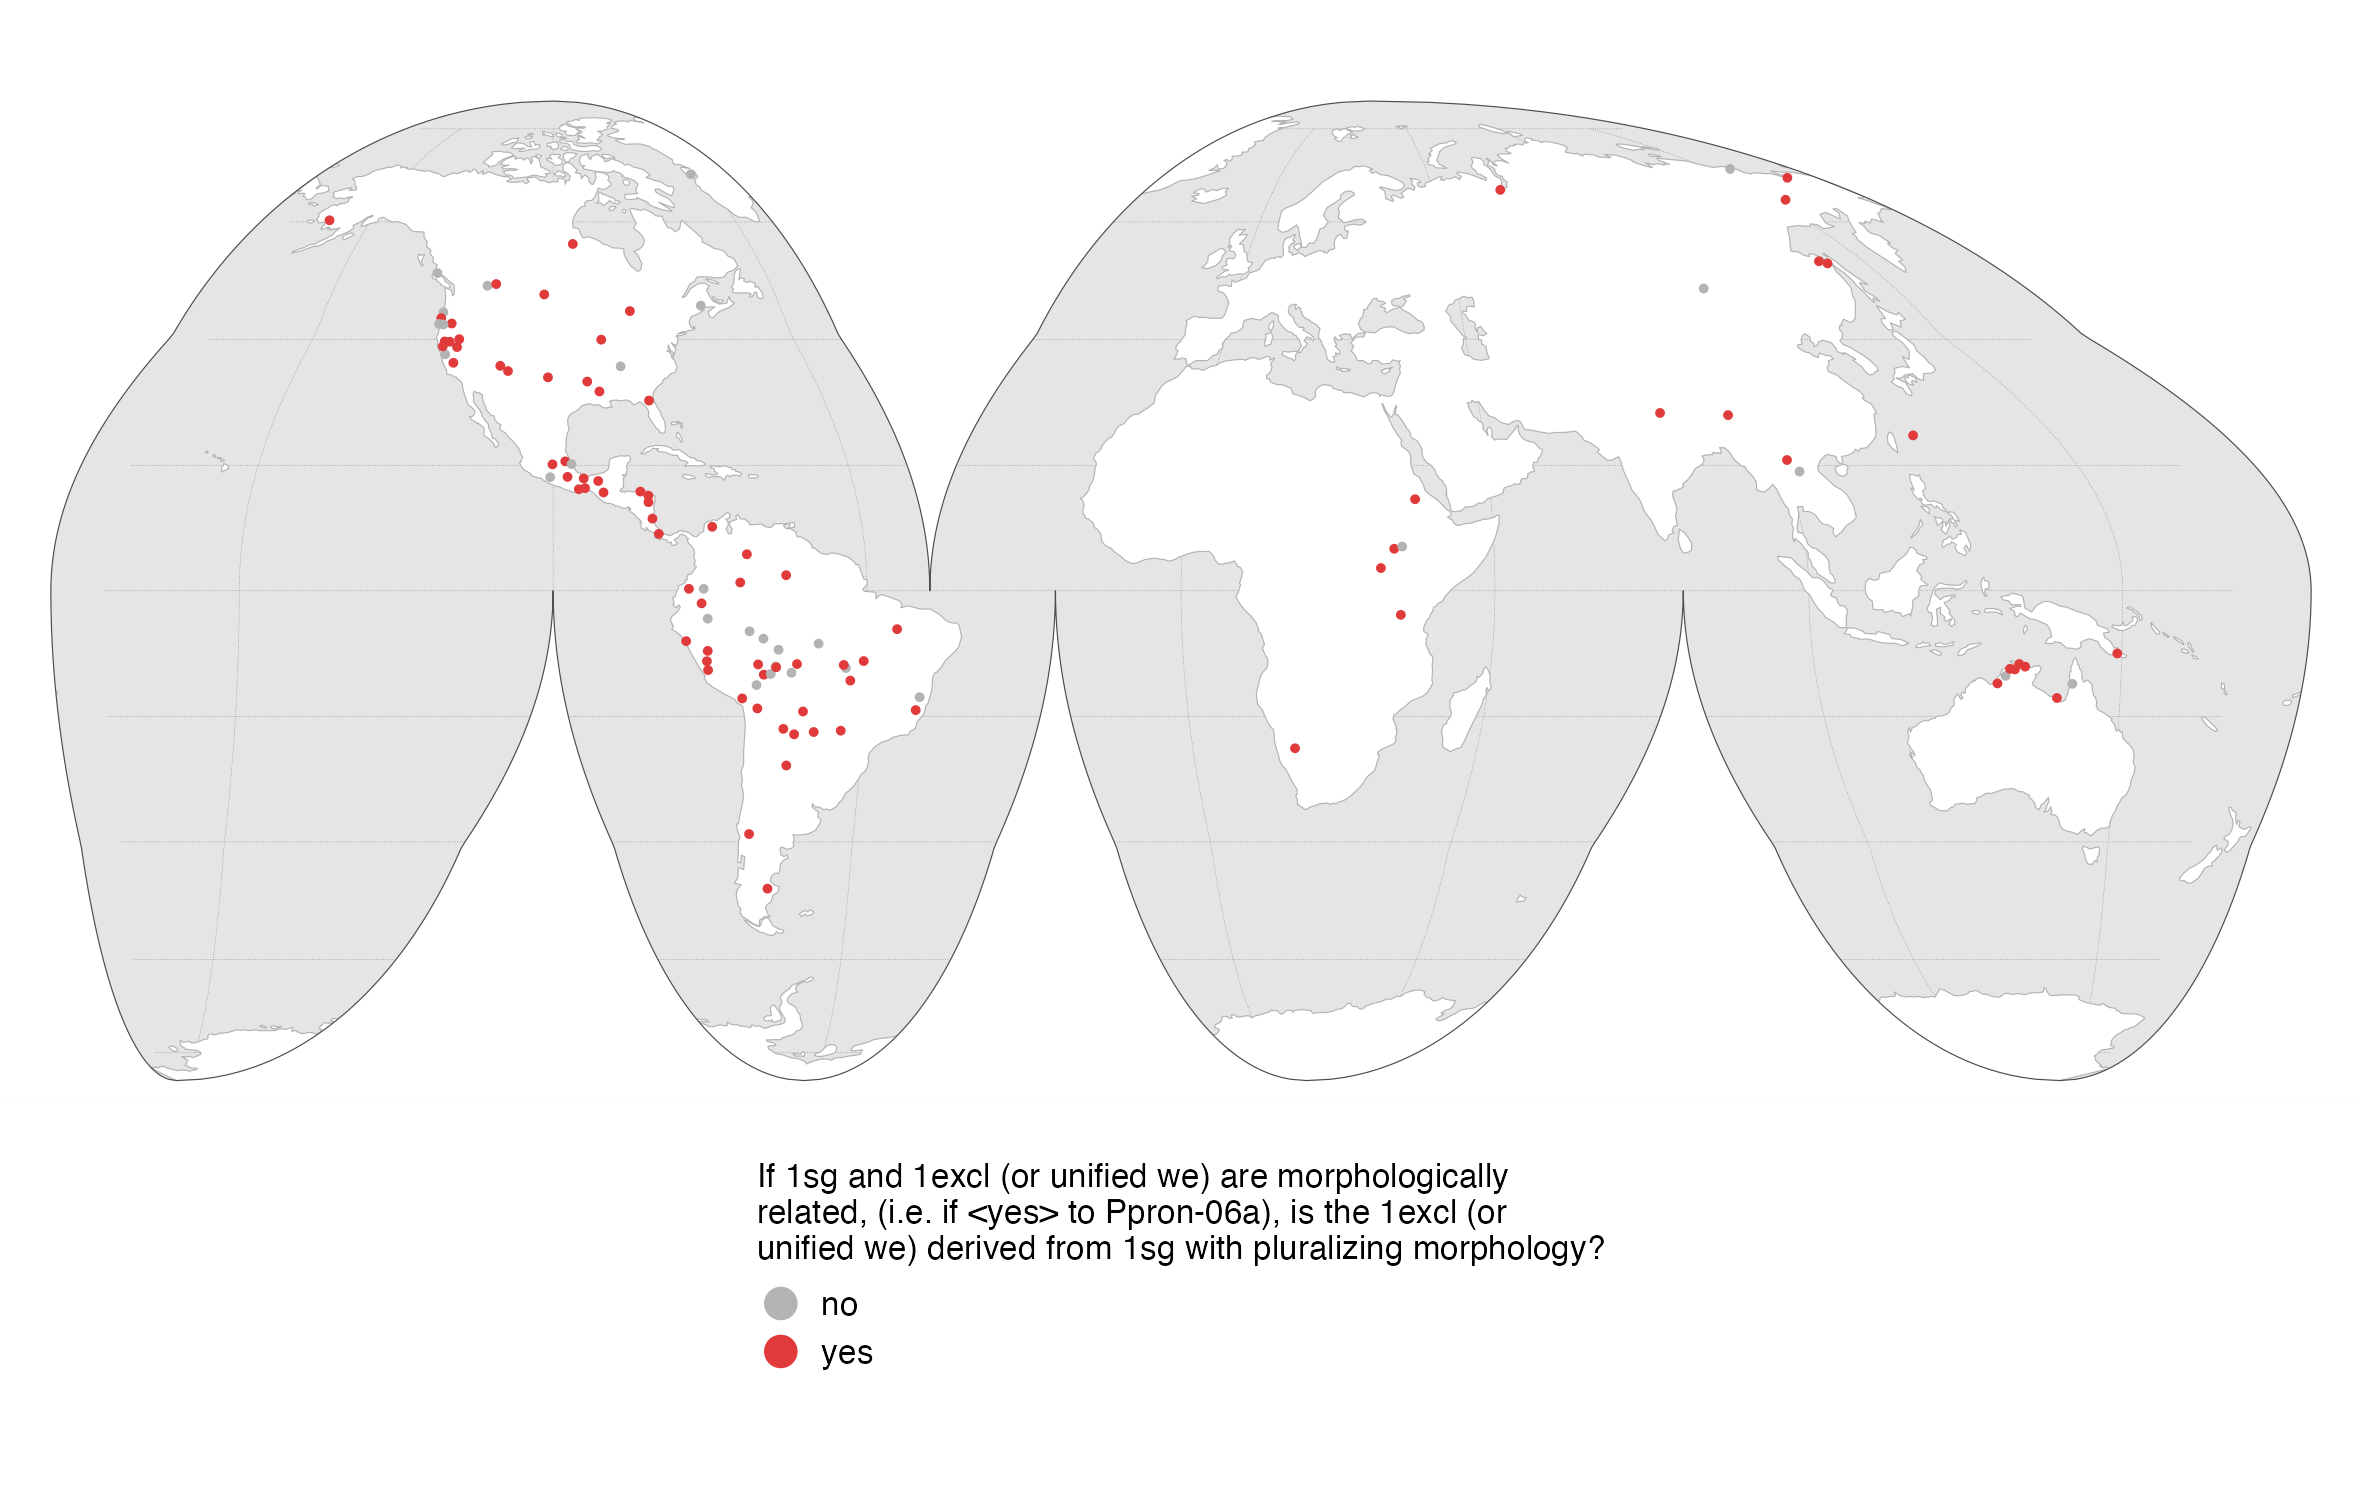 If 1sg and 1excl (or unified we) are morphologically
related, (i.e. if <yes> to Ppron-06a), is the 1excl (or
unified we) derived from 1sg with pluralizing morphology?
no
yes